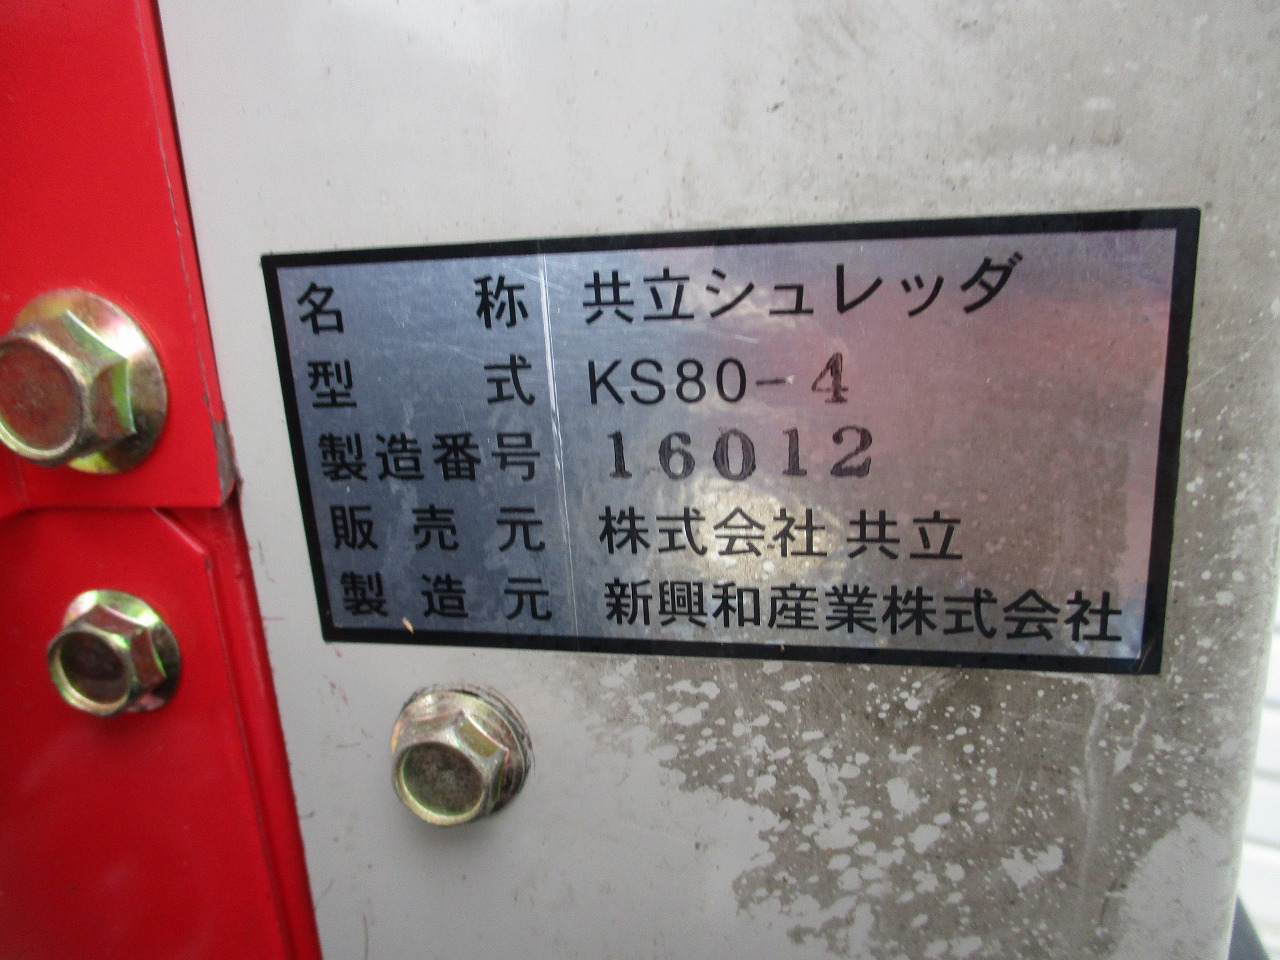 名称 共立シュレッダ
型式 KS80-4
製造番号 16012
販売元 株式会社 共立
製造元 新興和産業株式会社